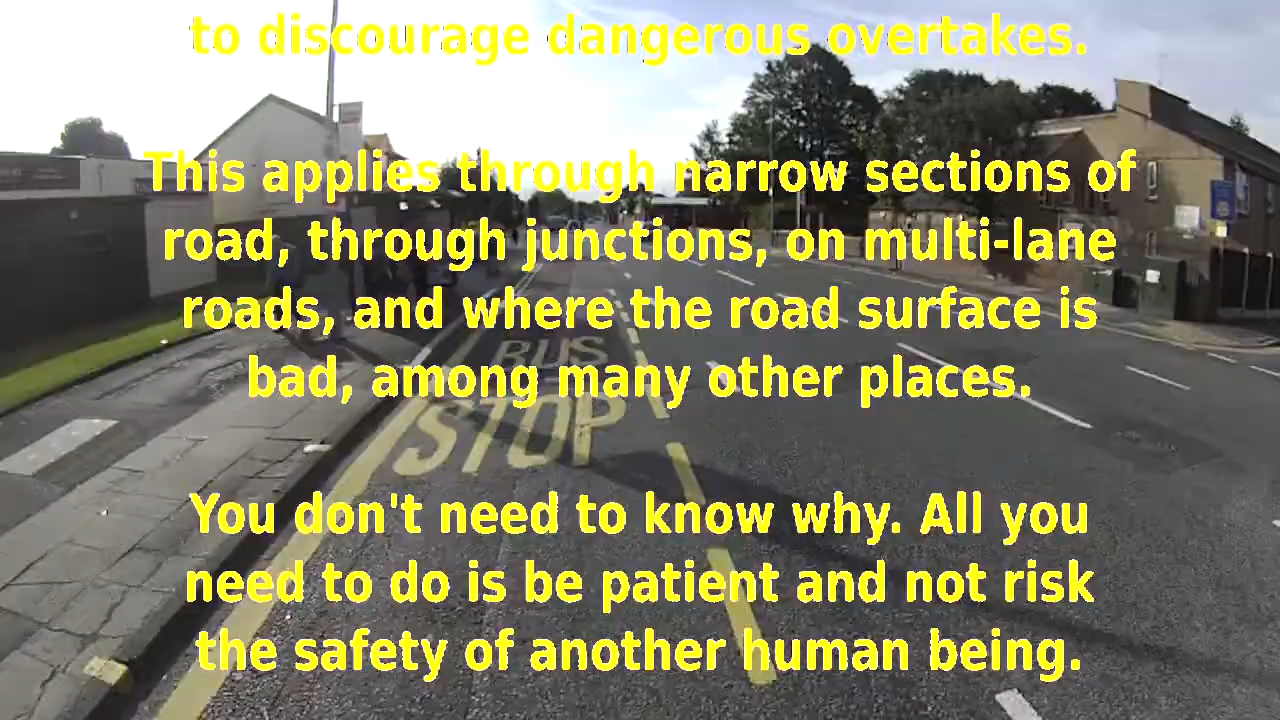 to discourage dangerous overtakes.
This applies through narrow sections of
road, through junctions, on multi-lane
roads, and where the road surface is
bad, among many other places.
BUS
STOP
You don't need to know why. All you
need to do is be patient and not risk
the safety of another human being.